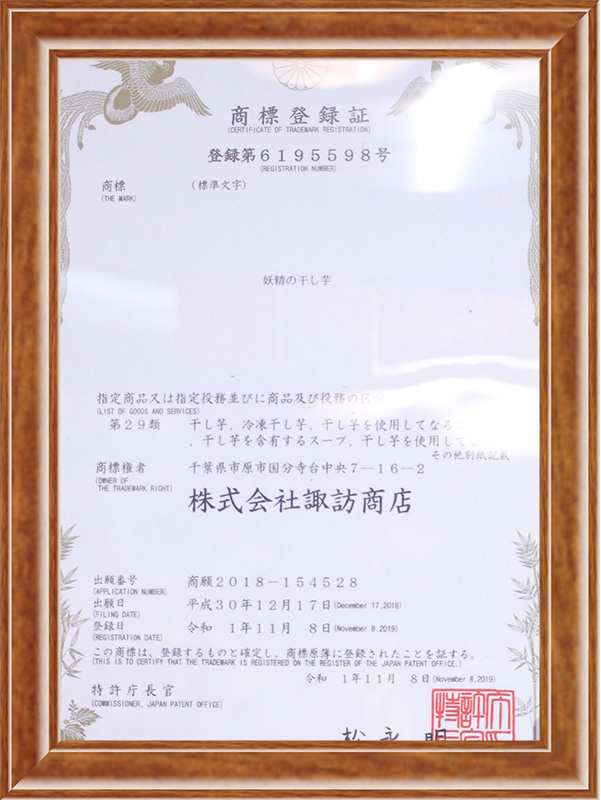 商標登録証
(CERTIFICATE OF TRADEMARK REGISTRATION)
登録第6195598号
(REGISTRATION NUMBER)
商標 (標準文字)
(THE MARK)
妖精の干し芋
指定商品又は指定役務並びに商品及び役務の区
(LIST OF GOODS AND SERVICES)
第29類 干し芋,冷凍干し芋,干し芋を使用してなる
,干し芋を含有するスープ,干し芋を使用して
その他別紙記載
商標権者 千葉県市原市国分寺台中央7-16-2
(OWNER OF THE TRADEMARK RIGHT)
株式会社諏訪商店
出願番号 商願2018-154528
(APPLICATION NUMBER)
出願日 平成30年12月17日(December 17,2018)
(FILING DATE)
登録日 令和 1年11月 8日(November 8,2019)
(REGISTRATION DATE)
この商標は、登録するものと確定し、商標原簿に登録されたことを証する。
(THIS IS TO CERTIFY THAT THE TRADEMARK IS REGISTERED ON THE REGISTER OF THE JAPAN PATENT OFFICE.)
令和 1年11月 8日(November 8,2019)
特許庁長官
(COMMISSIONER, JAPAN PATENT OFFICE)
松永明